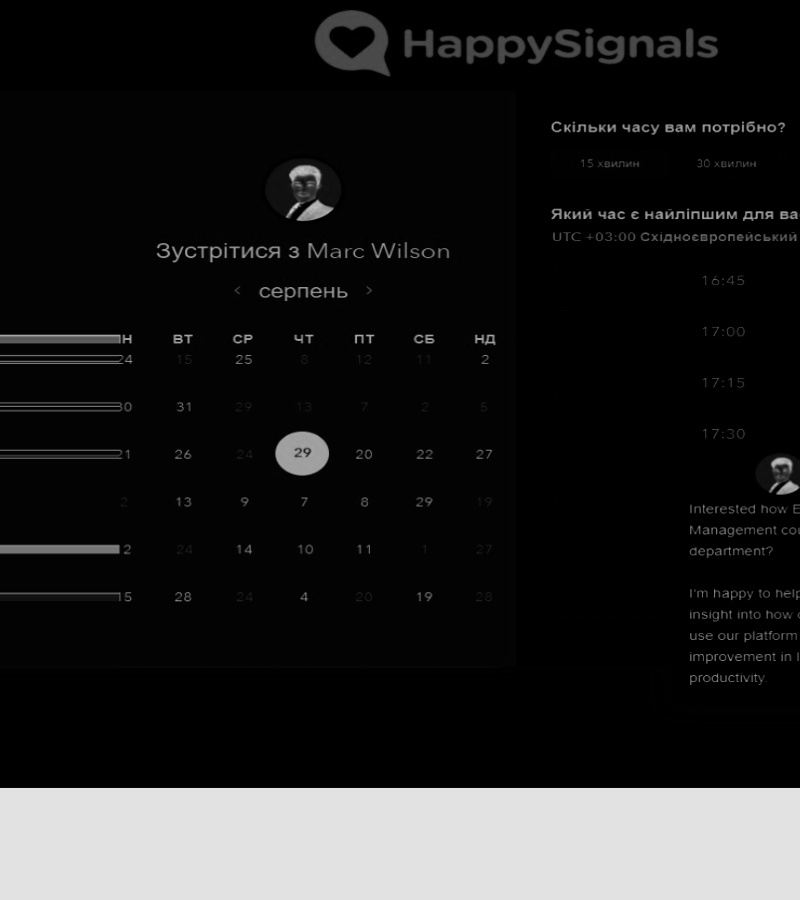 HappySignals
Зустрітися з Marc Wilson
серпень
Н ВТ СР ЧТ ПТ СБ НД
24 15 25 8 12 11 2
30 31 29 13 7 2 5
21 26 24 29 20 22 27
2 13 9 7 8 29 19
2 24 14 10 11 1 27
15 28 24 4 20 19 28
Скільки часу вам потрібно?
15 хвилин 30 хвилин
Який час є найліпшим для ва
UTC +03:00 Східноєвропейський
16:45
17:00
17:15
17:30
Interested how E
Management cou
department?
I'm happy to help
insight into how
use our platform
improvement in I
productivity.